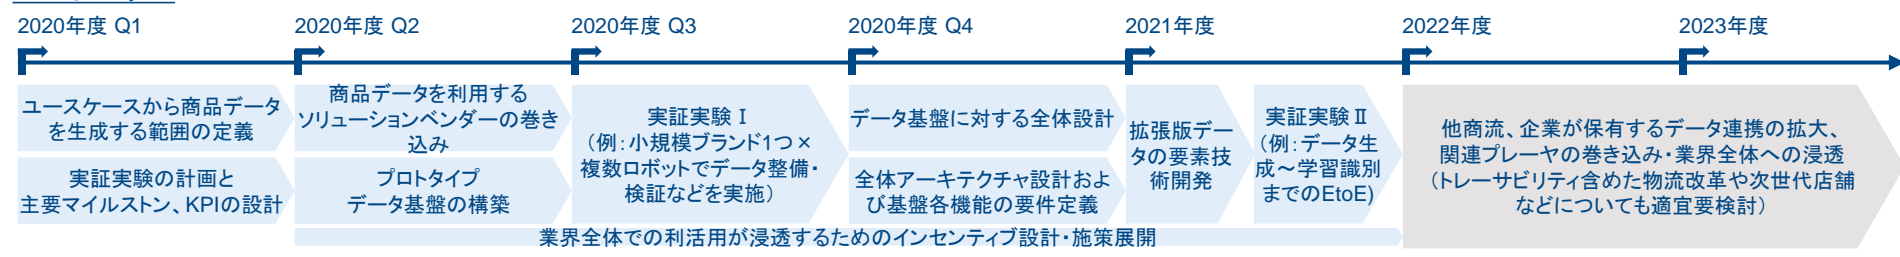 2020年度 Q1
2020年度 Q2
2020年度 Q3
2020年度 Q4
2021年度
2022年度
2023年度
ユースケースから商品データ
を生成する範囲の定義
実証実験の計画と
主要マイルストン、KPIの設計
商品データを利用する
ソリューションベンダーの巻き
込み
プロトタイプ
データ基盤の構築
実証実験Ⅰ
（例：小規模ブランド1つ×
複数ロボットでデータ整備・
検証などを実施）
データ基盤に対する全体設計
全体アーキテクチャ設計およ
び基盤各機能の要件定義
拡張版デー
タの要素技
術開発
実証実験Ⅱ
（例：データ生
成～学習識別
までのEtoE)
他商流、企業が保有するデータ連携の拡大、
関連プレーヤの巻き込み・業界全体への浸透
（トレーサビリティ含めた物流改革や次世代店舗
などについても適宜要検討）
業界全体での利活用が浸透するためのインセンティブ設計・施策展開